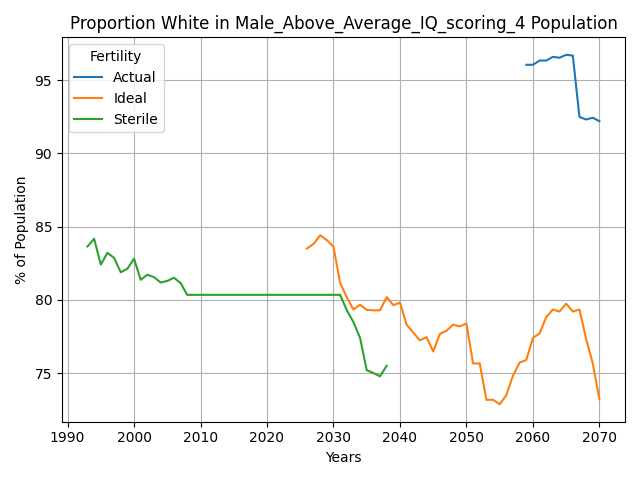 Proportion White in Male_Above_Average_IQ_scoring_4 Population
Fertility
Actual
Ideal
Sterile
95
90
85
80
75
% of Population
1990 2000 2010 2020 2030 2040 2050 2060 2070
Years